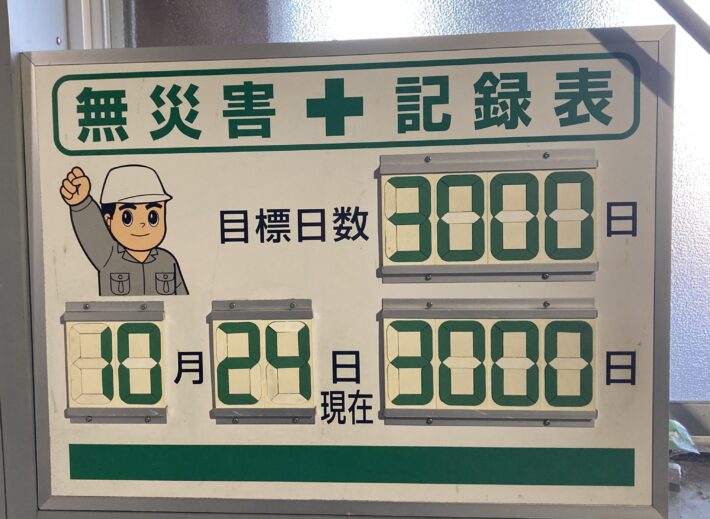 無災害 記録表
目標日数 3000 日
10 月 24 日現在 3000 日